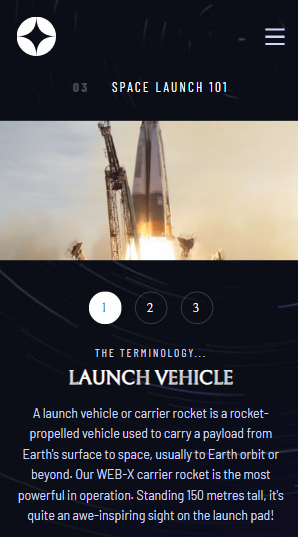 03 SPACE LAUNCH 101
1 2 3
THE TERMINOLOGY...
LAUNCH VEHICLE
A launch vehicle or carrier rocket is a rocket-
propelled vehicle used to carry a payload from
Earth's surface to space, usually to Earth orbit or
beyond. Our WEB-X carrier rocket is the most
powerful in operation. Standing 150 metres tall, it's
quite an awe-inspiring sight on the launch pad!